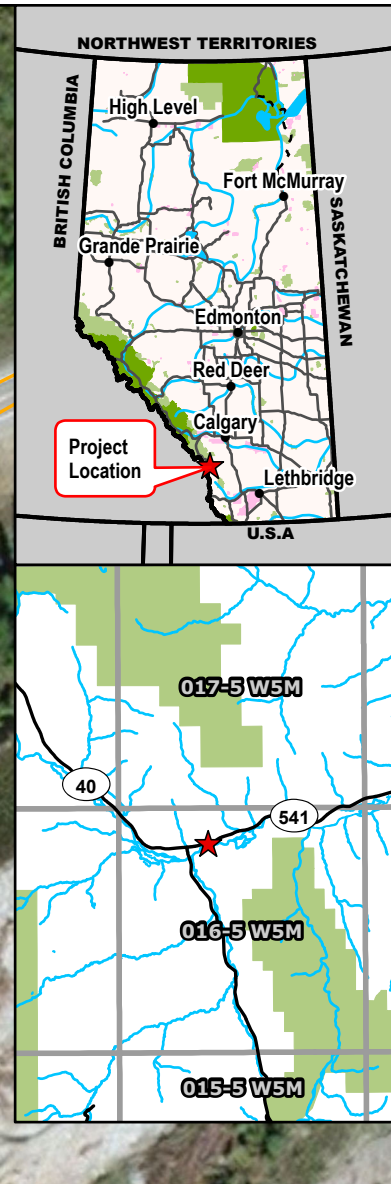 NORTHWEST TERRITORIES
BRITISH COLUMBIA
High Level
Fort McMurray
SASKATCHEWAN
Grande Prairie
Edmonton
Red Deer
Calgary
Project
Location
Lethbridge
U.S.A
017-5 W5M
40
541
016-5 W5M
015-5 W5M